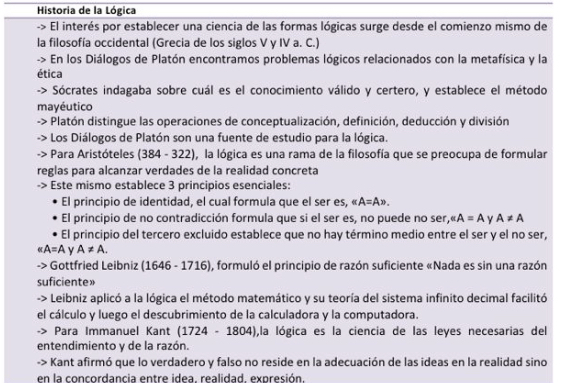 Historia de la Lógica
-> El interés por establecer una ciencia de las formas lógicas surge desde el comienzo mismo de
la filosofía occidental (Grecia de los siglos V y IV a. C.)
-> En los Diálogos de Platón encontramos problemas lógicos relacionados con la metafísica y la
ética
-> Sócrates indagaba sobre cuál es el conocimiento válido y certero, y establece el método
mayéutico
-> Platón distingue las operaciones de conceptualización, definición, deducción y división
-> Los Diálogos de Platón son una fuente de estudio para la lógica.
-> Para Aristóteles (384 - 322), la lógica es una rama de la filosofía que se preocupa de formular
reglas para alcanzar verdades de la realidad concreta
-> Este mismo establece 3 principios esenciales:
• El principio de identidad, el cual formula que el ser es, «A=A».
• El principio de no contradicción formula que si el ser es, no puede no ser,«A = A y A ≠ A
• El principio del tercero excluido establece que no hay término medio entre el ser y el no ser,
«A=A y A ≠ A.
-> Gottfried Leibniz (1646 - 1716), formuló el principio de razón suficiente «Nada es sin una razón
suficiente»
-> Leibniz aplicó a la lógica el método matemático y su teoría del sistema infinito decimal facilitó
el cálculo y luego el descubrimiento de la calculadora y la computadora.
-> Para Immanuel Kant (1724 - 1804),la lógica es la ciencia de las leyes necesarias del
entendimiento y de la razón.
-> Kant afirmó que lo verdadero y falso no reside en la adecuación de las ideas en la realidad sino
en la concordancia entre idea, realidad, expresión.